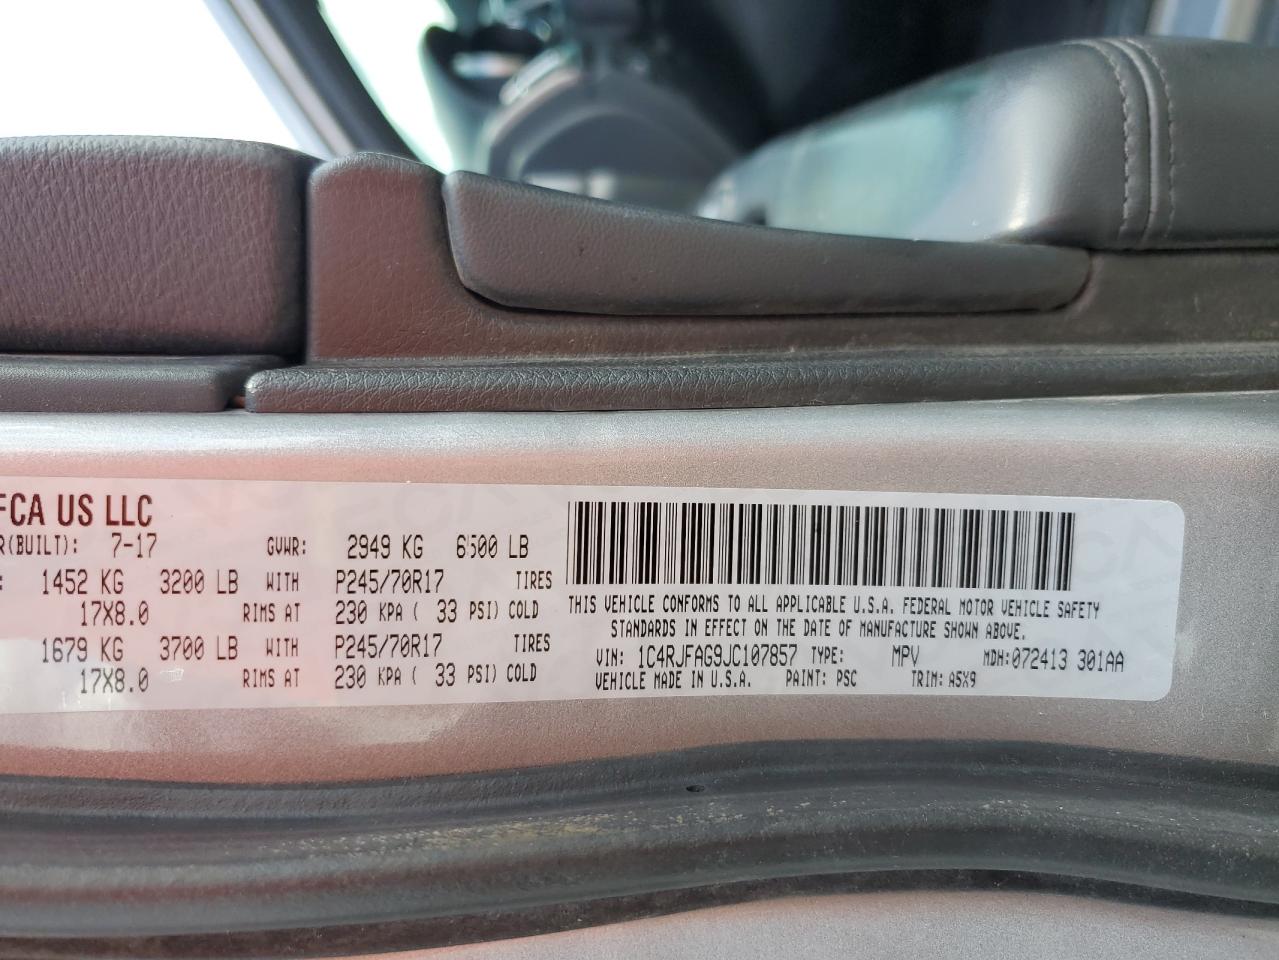 FCA US LLC
R(BUILT): 7-17 GVWR: 2949 KG 6500 LB
: 1452 KG 3200 LB WITH P245/70R17 TIRES
17X8.0 RIMS AT 230 KPA ( 33 PSI) COLD
1679 KG 3700 LB WITH P245/70R17 TIRES
17X8.0 RIMS AT 230 KPA ( 33 PSI) COLD
THIS VEHICLE CONFORMS TO ALL APPLICABLE U.S.A. FEDERAL MOTOR VEHICLE SAFETY
STANDARDS IN EFFECT ON THE DATE OF MANUFACTURE SHOWN ABOVE.
VIN: 1C4RJFAG9JC107857 TYPE: MPV MDH:072413 301AA
VEHICLE MADE IN U.S.A. PAINT: PSC TRIM: A5X9